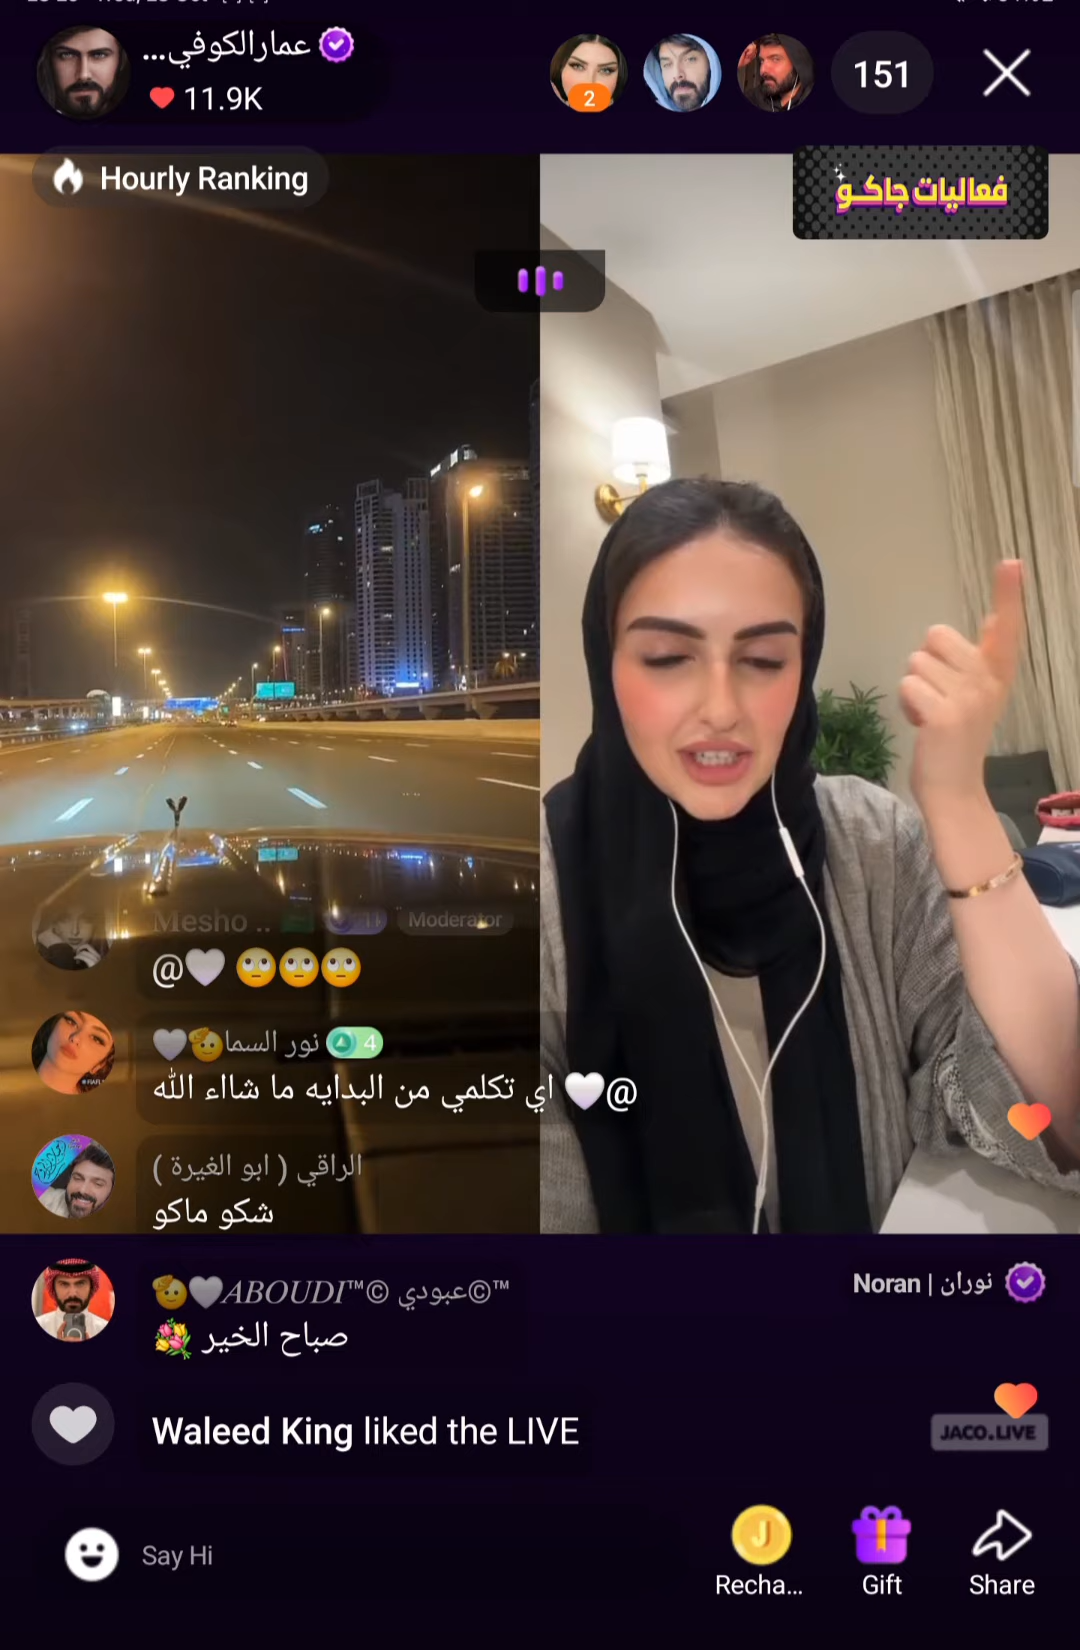 عمارالكوفي...
11.9K
2
151
Hourly Ranking
فعاليات جاكو
Mesho ..
11
Moderator
@🤍 🙄🙄🙄
🤍🫡نور السما
4
@🤍 اي تكلمي من البدايه ما شااء الله
الراقي ( ابو الغيرة )
شكو ماكو
🫡🤍ABOUDI™©عبودي©™
صباح الخير 💐
Noran | نوران
Waleed King liked the LIVE
JACO.LIVE
Say Hi
Recha...
Gift
Share